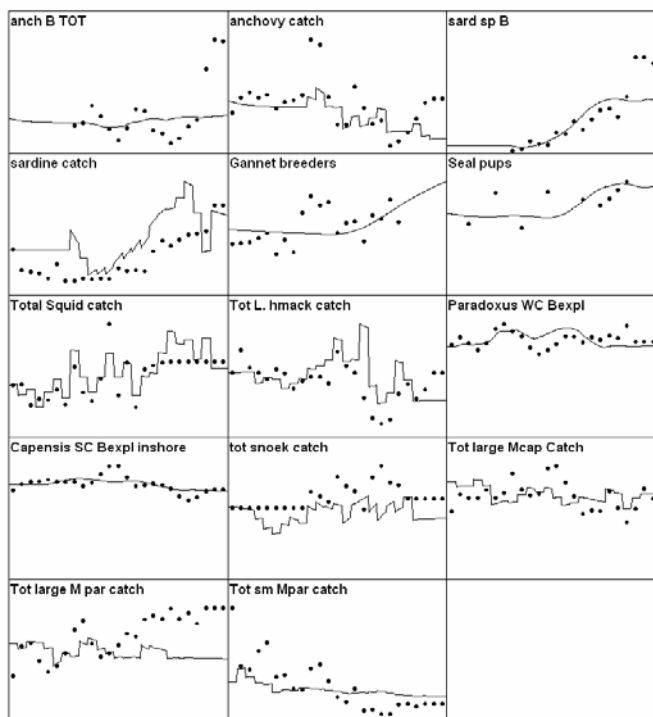 anch B TOT
anchovy catch
sard sp B
sardine catch
Gannet breeders
Seal pups
Total Squid catch
Tot L. hmack catch
Paradoxus WC Bexpl
Capensis SC Bexpl inshore
tot snoek catch
Tot large Mcap Catch
Tot large M par catch
Tot sm Mpar catch